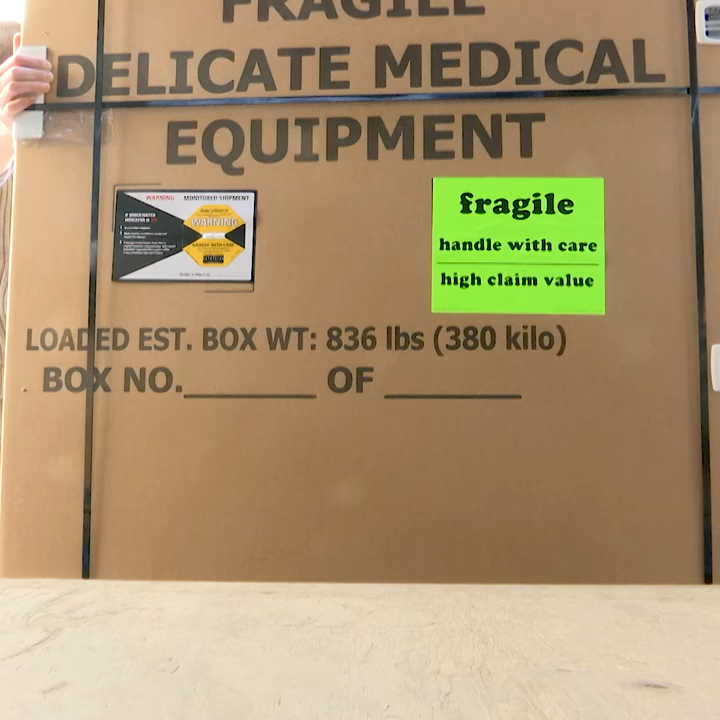 FRAGILE
DELICATE MEDICAL
EQUIPMENT
WARNING MONITORED SHIPMENT
WARNING
HANDLE WITH CARE
fragile
handle with care
high claim value
LOADED EST. BOX WT: 836 lbs (380 kilo)
BOX NO.________ OF ________